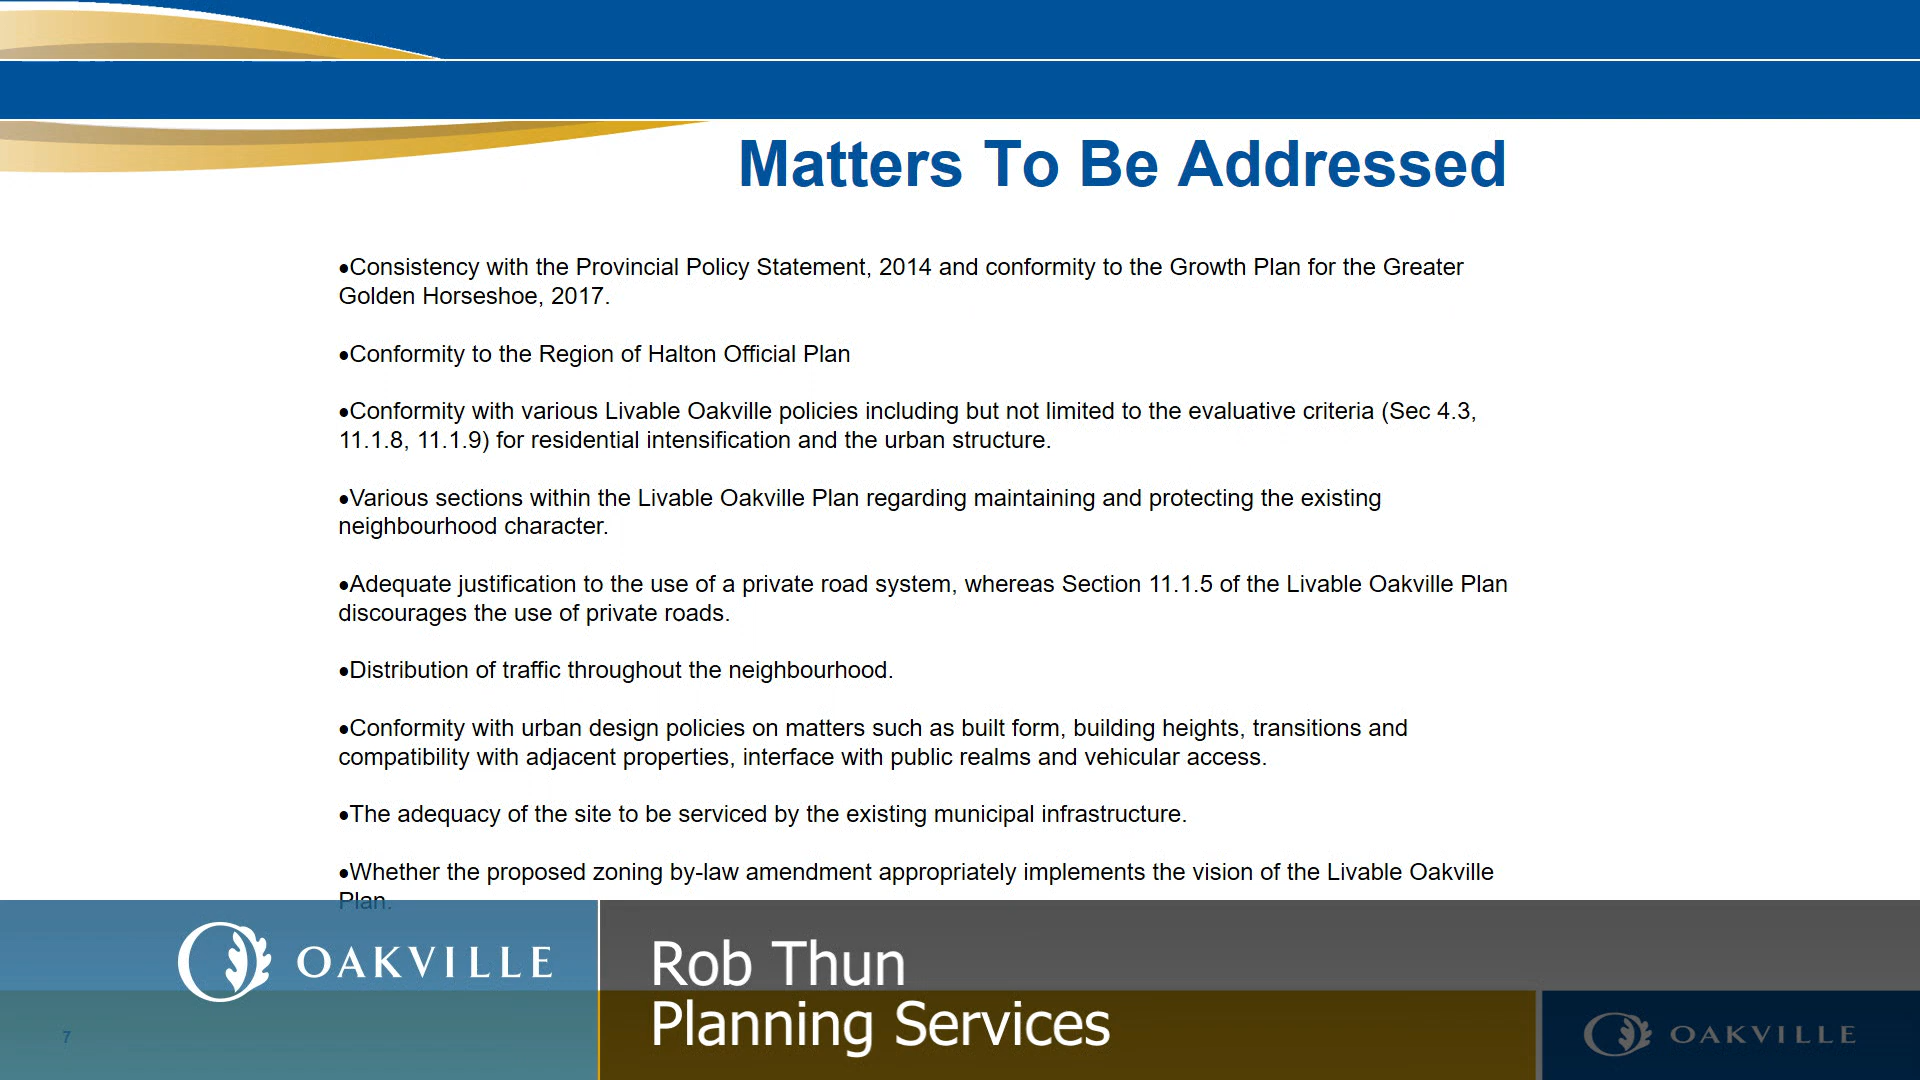 Matters To Be Addressed
•Consistency with the Provincial Policy Statement, 2014 and conformity to the Growth Plan for the Greater
Golden Horseshoe, 2017.
•Conformity to the Region of Halton Official Plan
•Conformity with various Livable Oakville policies including but not limited to the evaluative criteria (Sec 4.3,
11.1.8, 11.1.9) for residential intensification and the urban structure.
•Various sections within the Livable Oakville Plan regarding maintaining and protecting the existing
neighbourhood character.
•Adequate justification to the use of a private road system, whereas Section 11.1.5 of the Livable Oakville Plan
discourages the use of private roads.
•Distribution of traffic throughout the neighbourhood.
•Conformity with urban design policies on matters such as built form, building heights, transitions and
compatibility with adjacent properties, interface with public realms and vehicular access.
•The adequacy of the site to be serviced by the existing municipal infrastructure.
•Whether the proposed zoning by-law amendment appropriately implements the vision of the Livable Oakville
Plan.
OAKVILLE
Rob Thun
Planning Services
7
OAKVILLE